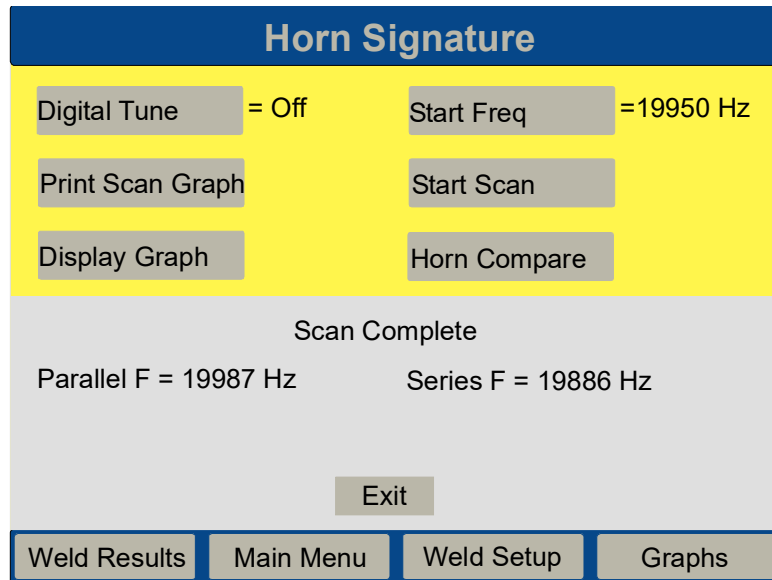 Horn Signature
Digital Tune = Off Start Freq =19950 Hz
Print Scan Graph Start Scan
Display Graph Horn Compare
Scan Complete
Parallel F = 19987 Hz Series F = 19886 Hz
Exit
Weld Results Main Menu Weld Setup Graphs